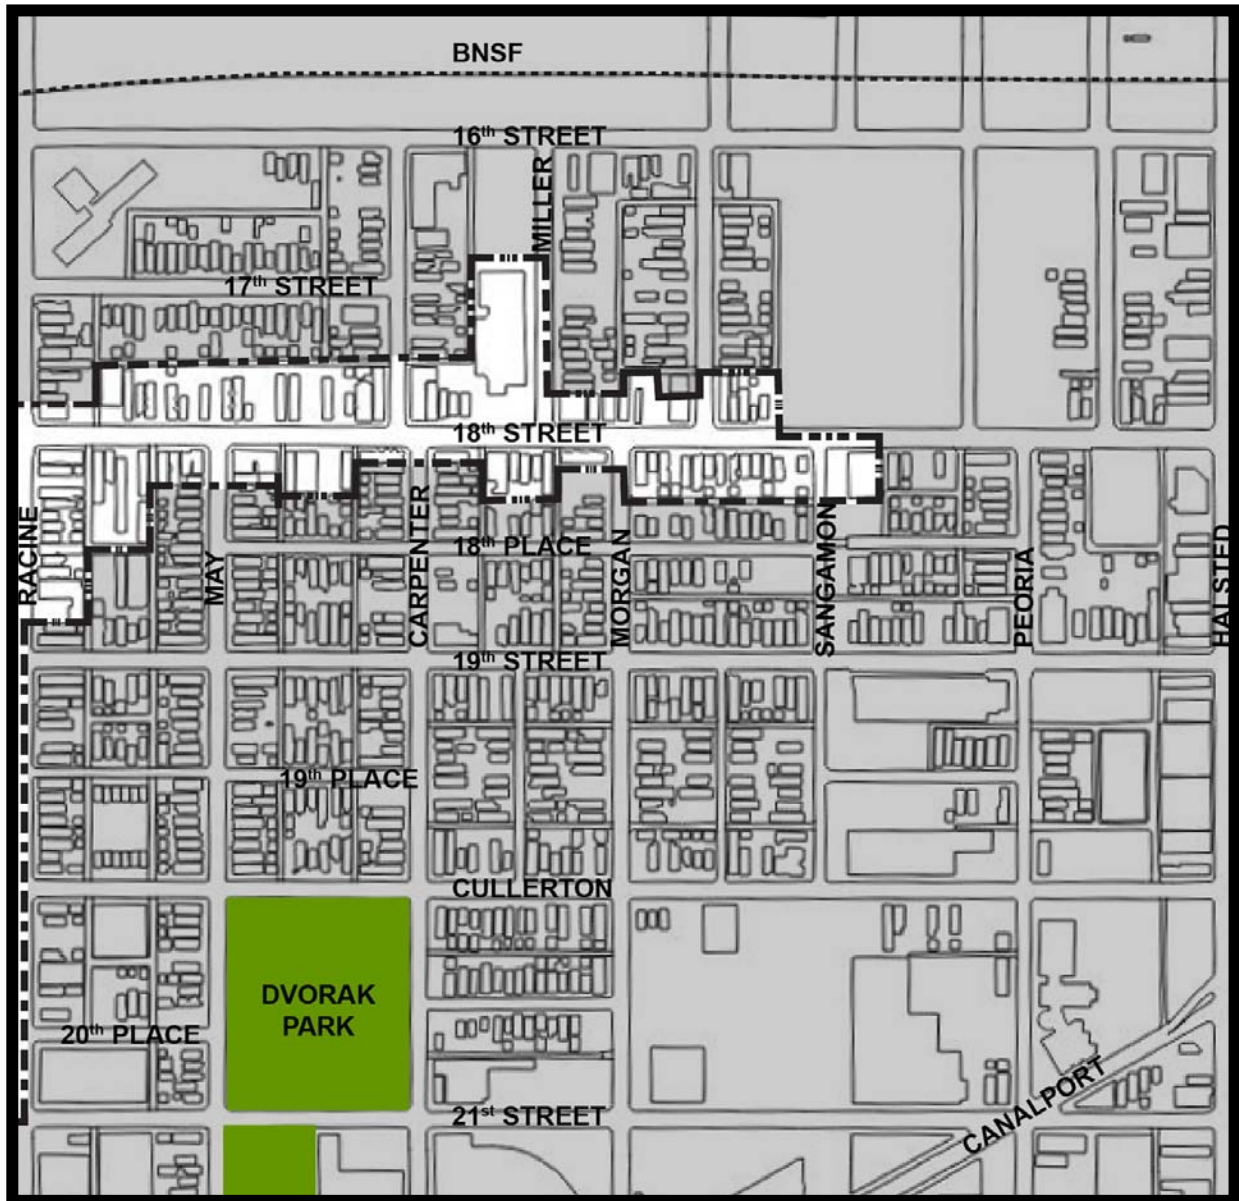 BNSF
16th STREET
MILLER
17th STREET
18th STREET
RACINE
MAY
CARPENTER
18th PLACE
MORGAN
SANGAMON
PEORIA
HALSTED
19th STREET
19th PLACE
CULLERTON
DVORAK
PARK
20th PLACE
21st STREET
CANALPORT